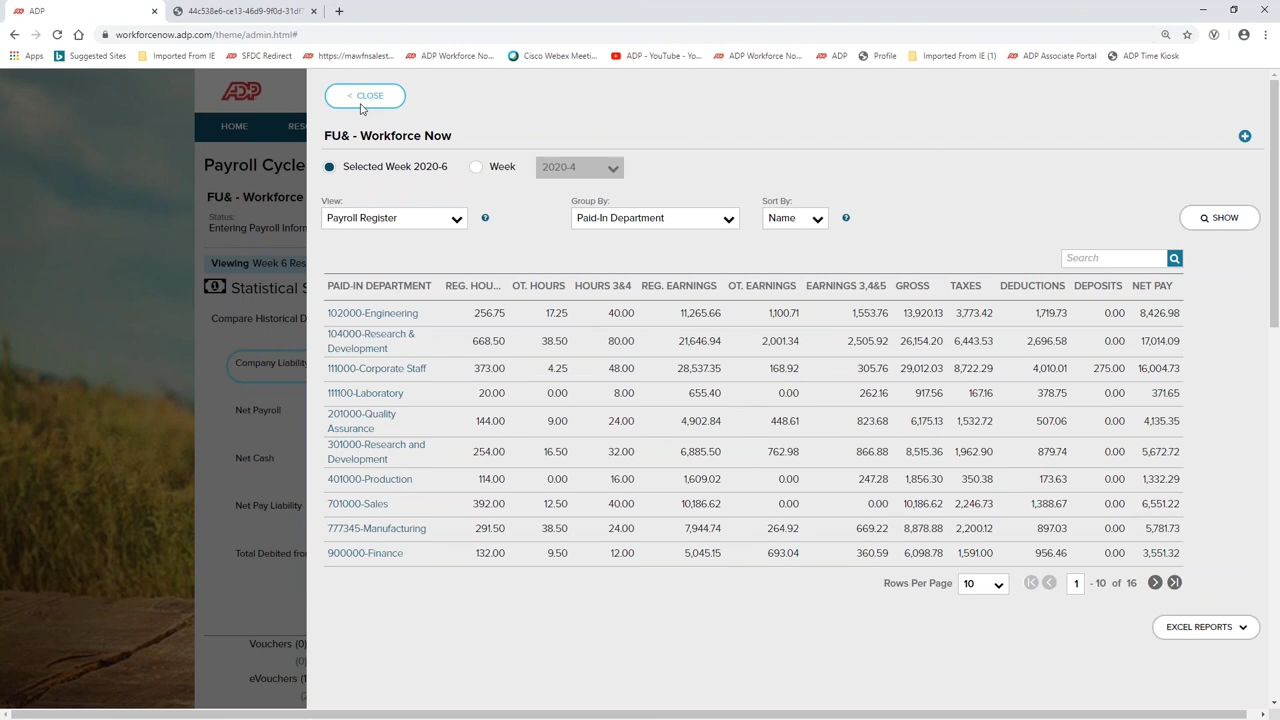 ADP
44c538e6-ce13-46d9-9f0d-31df7
workforcenow.adp.com/theme/admin.html#
Apps Suggested Sites Imported From IE SFDC Redirect https://mawfnsalest... ADP Workforce No... Cisco Webex Meeti... ADP - YouTube - Yo... ADP Workforce No... ADP Profile Imported From IE (1) ADP Associate Portal ADP Time Kiosk
ADP
< CLOSE
HOME RES
FU& - Workforce Now
Payroll Cycle
Selected Week 2020-6 Week 2020-4
FU& - Workforce
Status:
Entering Payroll Inform
View: Group By: Sort By:
Payroll Register Paid-In Department Name SHOW
Viewing Week 6 Res
Search
Statistical S
PAID-IN DEPARTMENT REG. HOU... OT. HOURS HOURS 3&4 REG. EARNINGS OT. EARNINGS EARNINGS 3,4&5 GROSS TAXES DEDUCTIONS DEPOSITS NET PAY
Compare Historical D
102000-Engineering 256.75 17.25 40.00 11,265.66 1,100.71 1,553.76 13,920.13 3,773.42 1,719.73 0.00 8,426.98
104000-Research &
Development 668.50 38.50 80.00 21,646.94 2,001.34 2,505.92 26,154.20 6,443.53 2,696.58 0.00 17,014.09
Company Liability
111000-Corporate Staff 373.00 4.25 48.00 28,537.35 168.92 305.76 29,012.03 8,722.29 4,010.01 275.00 16,004.73
111100-Laboratory 20.00 0.00 8.00 655.40 0.00 262.16 917.56 167.16 378.75 0.00 371.65
Net Payroll
201000-Quality
Assurance 144.00 9.00 24.00 4,902.84 448.61 823.68 6,175.13 1,532.72 507.06 0.00 4,135.35
301000-Research and
Development 254.00 16.50 32.00 6,885.50 762.98 866.88 8,515.36 1,962.90 879.74 0.00 5,672.72
Net Cash
401000-Production 114.00 0.00 16.00 1,609.02 0.00 247.28 1,856.30 350.38 173.63 0.00 1,332.29
701000-Sales 392.00 12.50 40.00 10,186.62 0.00 0.00 10,186.62 2,246.73 1,388.67 0.00 6,551.22
Net Pay Liability
777345-Manufacturing 291.50 38.50 24.00 7,944.74 264.92 669.22 8,878.88 2,200.12 897.03 0.00 5,781.73
900000-Finance 132.00 9.50 12.00 5,045.15 693.04 360.59 6,098.78 1,591.00 956.46 0.00 3,551.32
Total Debited from
Rows Per Page 10 1 - 10 of 16
EXCEL REPORTS
Vouchers (0)
(0)
eVouchers (1